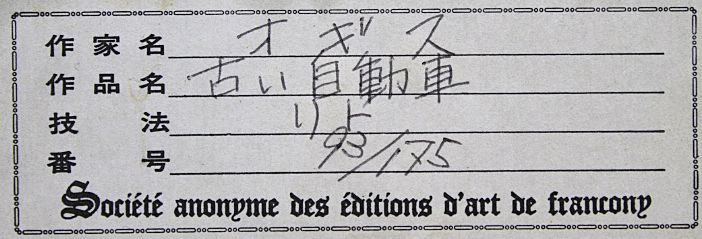 作家名 オギス
作品名 古い自動車
技法 リト
番号 93/175
Société anonyme des éditions d'art de francony